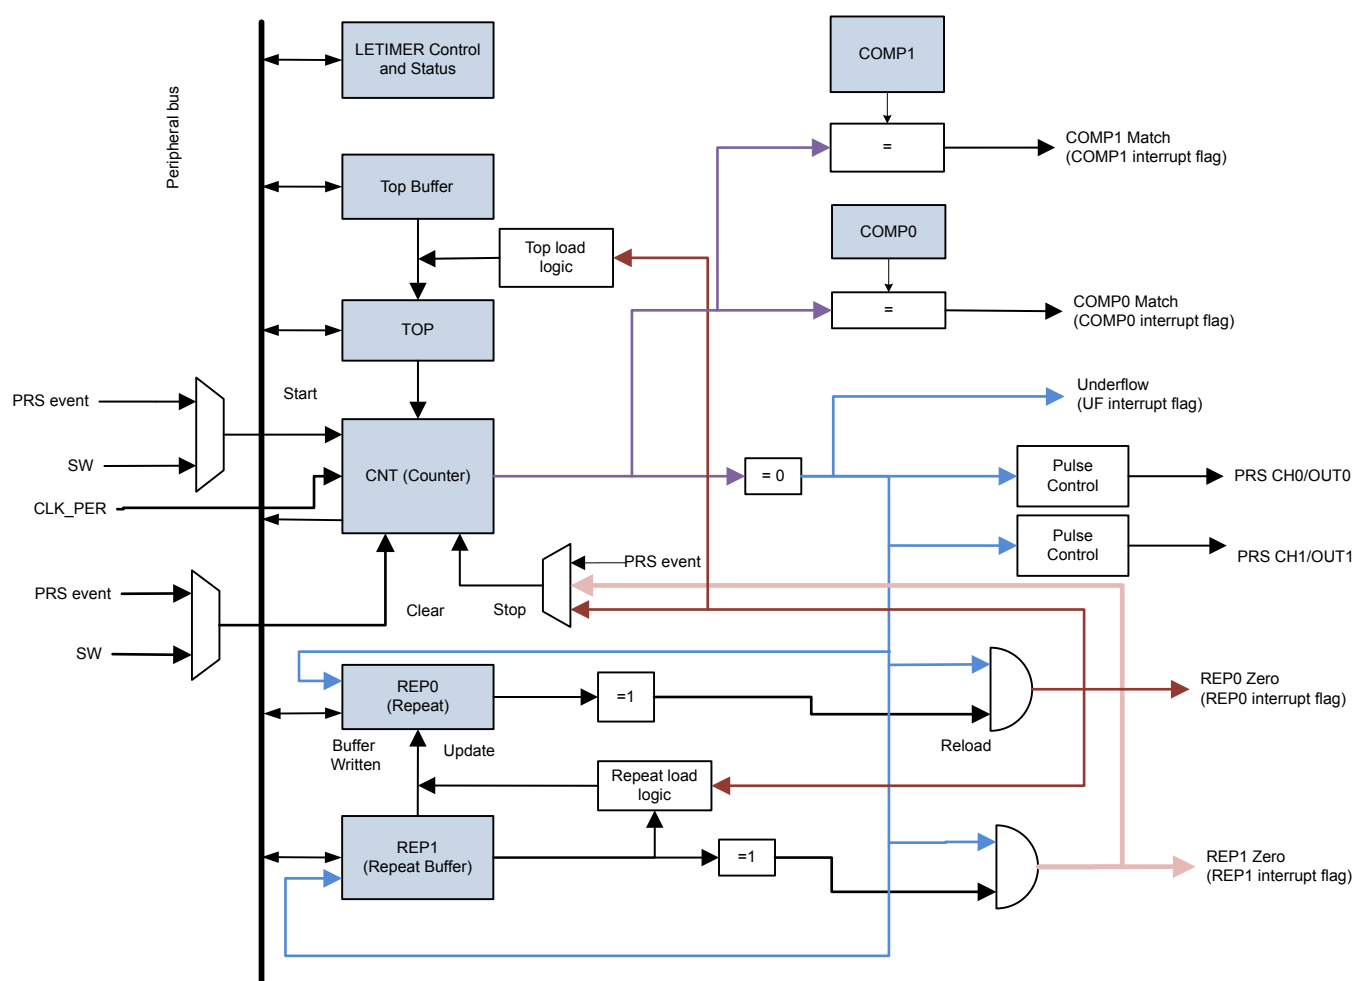 LETIMER Control
and Status
COMP1
Peripheral bus
=
COMP1 Match
(COMP1 interrupt flag)
Top Buffer
COMP0
Top load
logic
TOP
=
COMP0 Match
(COMP0 interrupt flag)
PRS event
Start
Underflow
(UF interrupt flag)
SW
CNT (Counter)
= 0
Pulse
Control
PRS CH0/OUT0
CLK_PER
Pulse
Control
PRS CH1/OUT1
PRS event
PRS event
Clear
Stop
SW
REP0
(Repeat)
=1
REP0 Zero
(REP0 interrupt flag)
Buffer
Written
Update
Reload
Repeat load
logic
REP1
(Repeat Buffer)
=1
REP1 Zero
(REP1 interrupt flag)